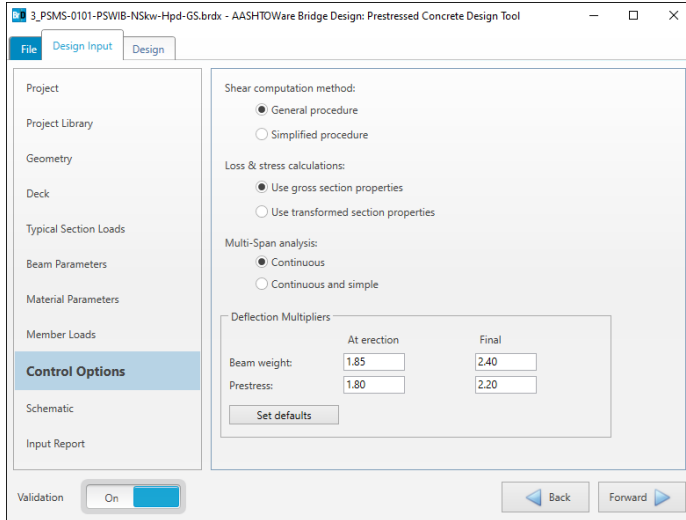 BD 3_PSMS-0101-PSWIB-NSkw-Hpd-GS.brdx - AASHTOWare Bridge Design: Prestressed Concrete Design Tool
File Design Input Design
Project
Project Library
Geometry
Deck
Typical Section Loads
Beam Parameters
Material Parameters
Member Loads
Control Options
Schematic
Input Report
Shear computation method:
General procedure
Simplified procedure
Loss & stress calculations:
Use gross section properties
Use transformed section properties
Multi-Span analysis:
Continuous
Continuous and simple
Deflection Multipliers
At erection Final
Beam weight: 1.85 2.40
Prestress: 1.80 2.20
Set defaults
Validation On Back Forward